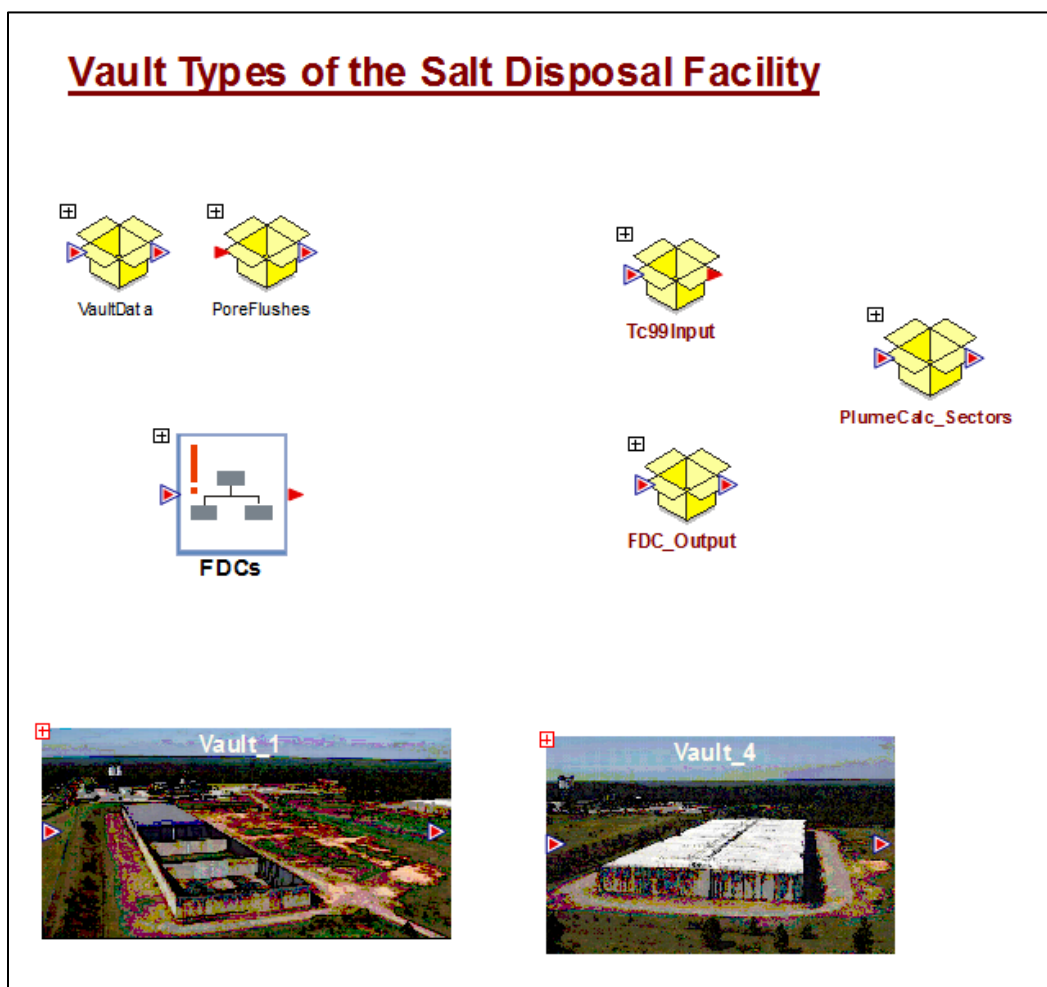 Vault Types of the Salt Disposal Facility
VaultData
PoreFlushes
Tc99Input
PlumeCalc_Sectors
FDCs
FDC_Output
Vault_1
Vault_4